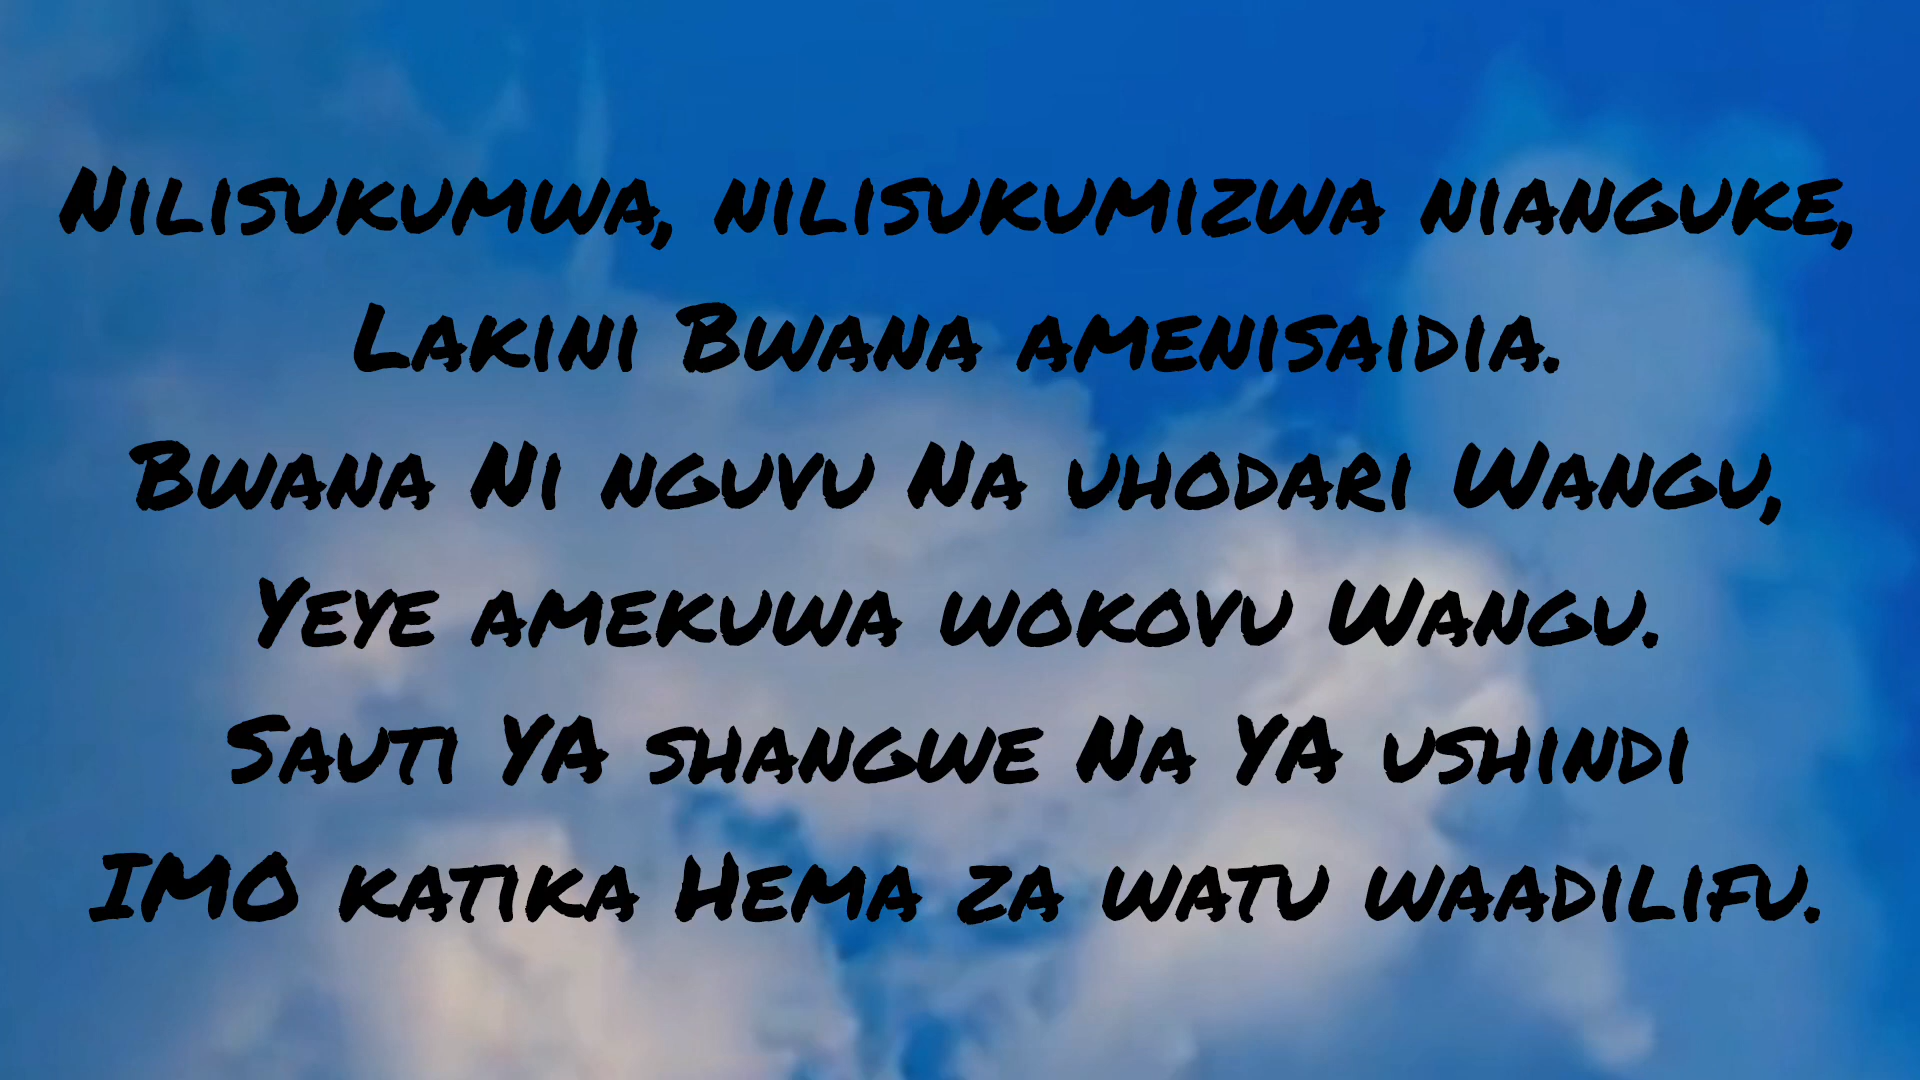 Nilisukumwa, nilisukumizwa nianguke,
Lakini Bwana amenisaidia.
Bwana Ni nguvu Na uhodari Wangu,
Yeye amekuwa wokovu Wangu.
Sauti YA shangwe Na YA ushindi
IMO katika Hema za watu waadilifu.